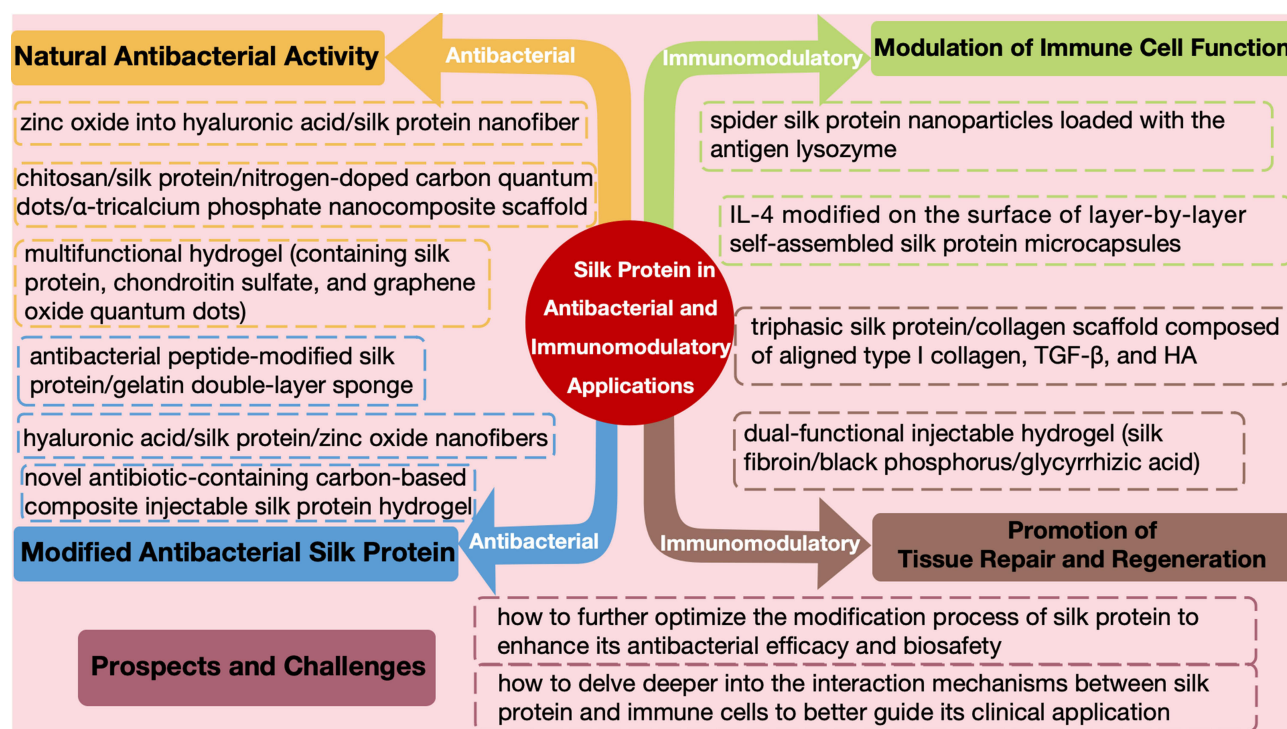 Natural Antibacterial Activity
Antibacterial
zinc oxide into hyaluronic acid/silk protein nanofiber
chitosan/silk protein/nitrogen-doped carbon quantum
dots/α-tricalcium phosphate nanocomposite scaffold
multifunctional hydrogel (containing silk
protein, chondroitin sulfate, and graphene
oxide quantum dots)
antibacterial peptide-modified silk
protein/gelatin double-layer sponge
hyaluronic acid/silk protein/zinc oxide nanofibers
novel antibiotic-containing carbon-based
composite injectable silk protein hydrogel
Modified Antibacterial Silk Protein
Antibacterial
Silk Protein in
Antibacterial and
Immunomodulatory
Applications
Immunomodulatory
Modulation of Immune Cell Function
spider silk protein nanoparticles loaded with the
antigen lysozyme
IL-4 modified on the surface of layer-by-layer
self-assembled silk protein microcapsules
triphasic silk protein/collagen scaffold composed
of aligned type I collagen, TGF-β, and HA
dual-functional injectable hydrogel (silk
fibroin/black phosphorus/glycyrrhizic acid)
Immunomodulatory
Promotion of
Tissue Repair and Regeneration
Prospects and Challenges
how to further optimize the modification process of silk protein to
enhance its antibacterial efficacy and biosafety
how to delve deeper into the interaction mechanisms between silk
protein and immune cells to better guide its clinical application